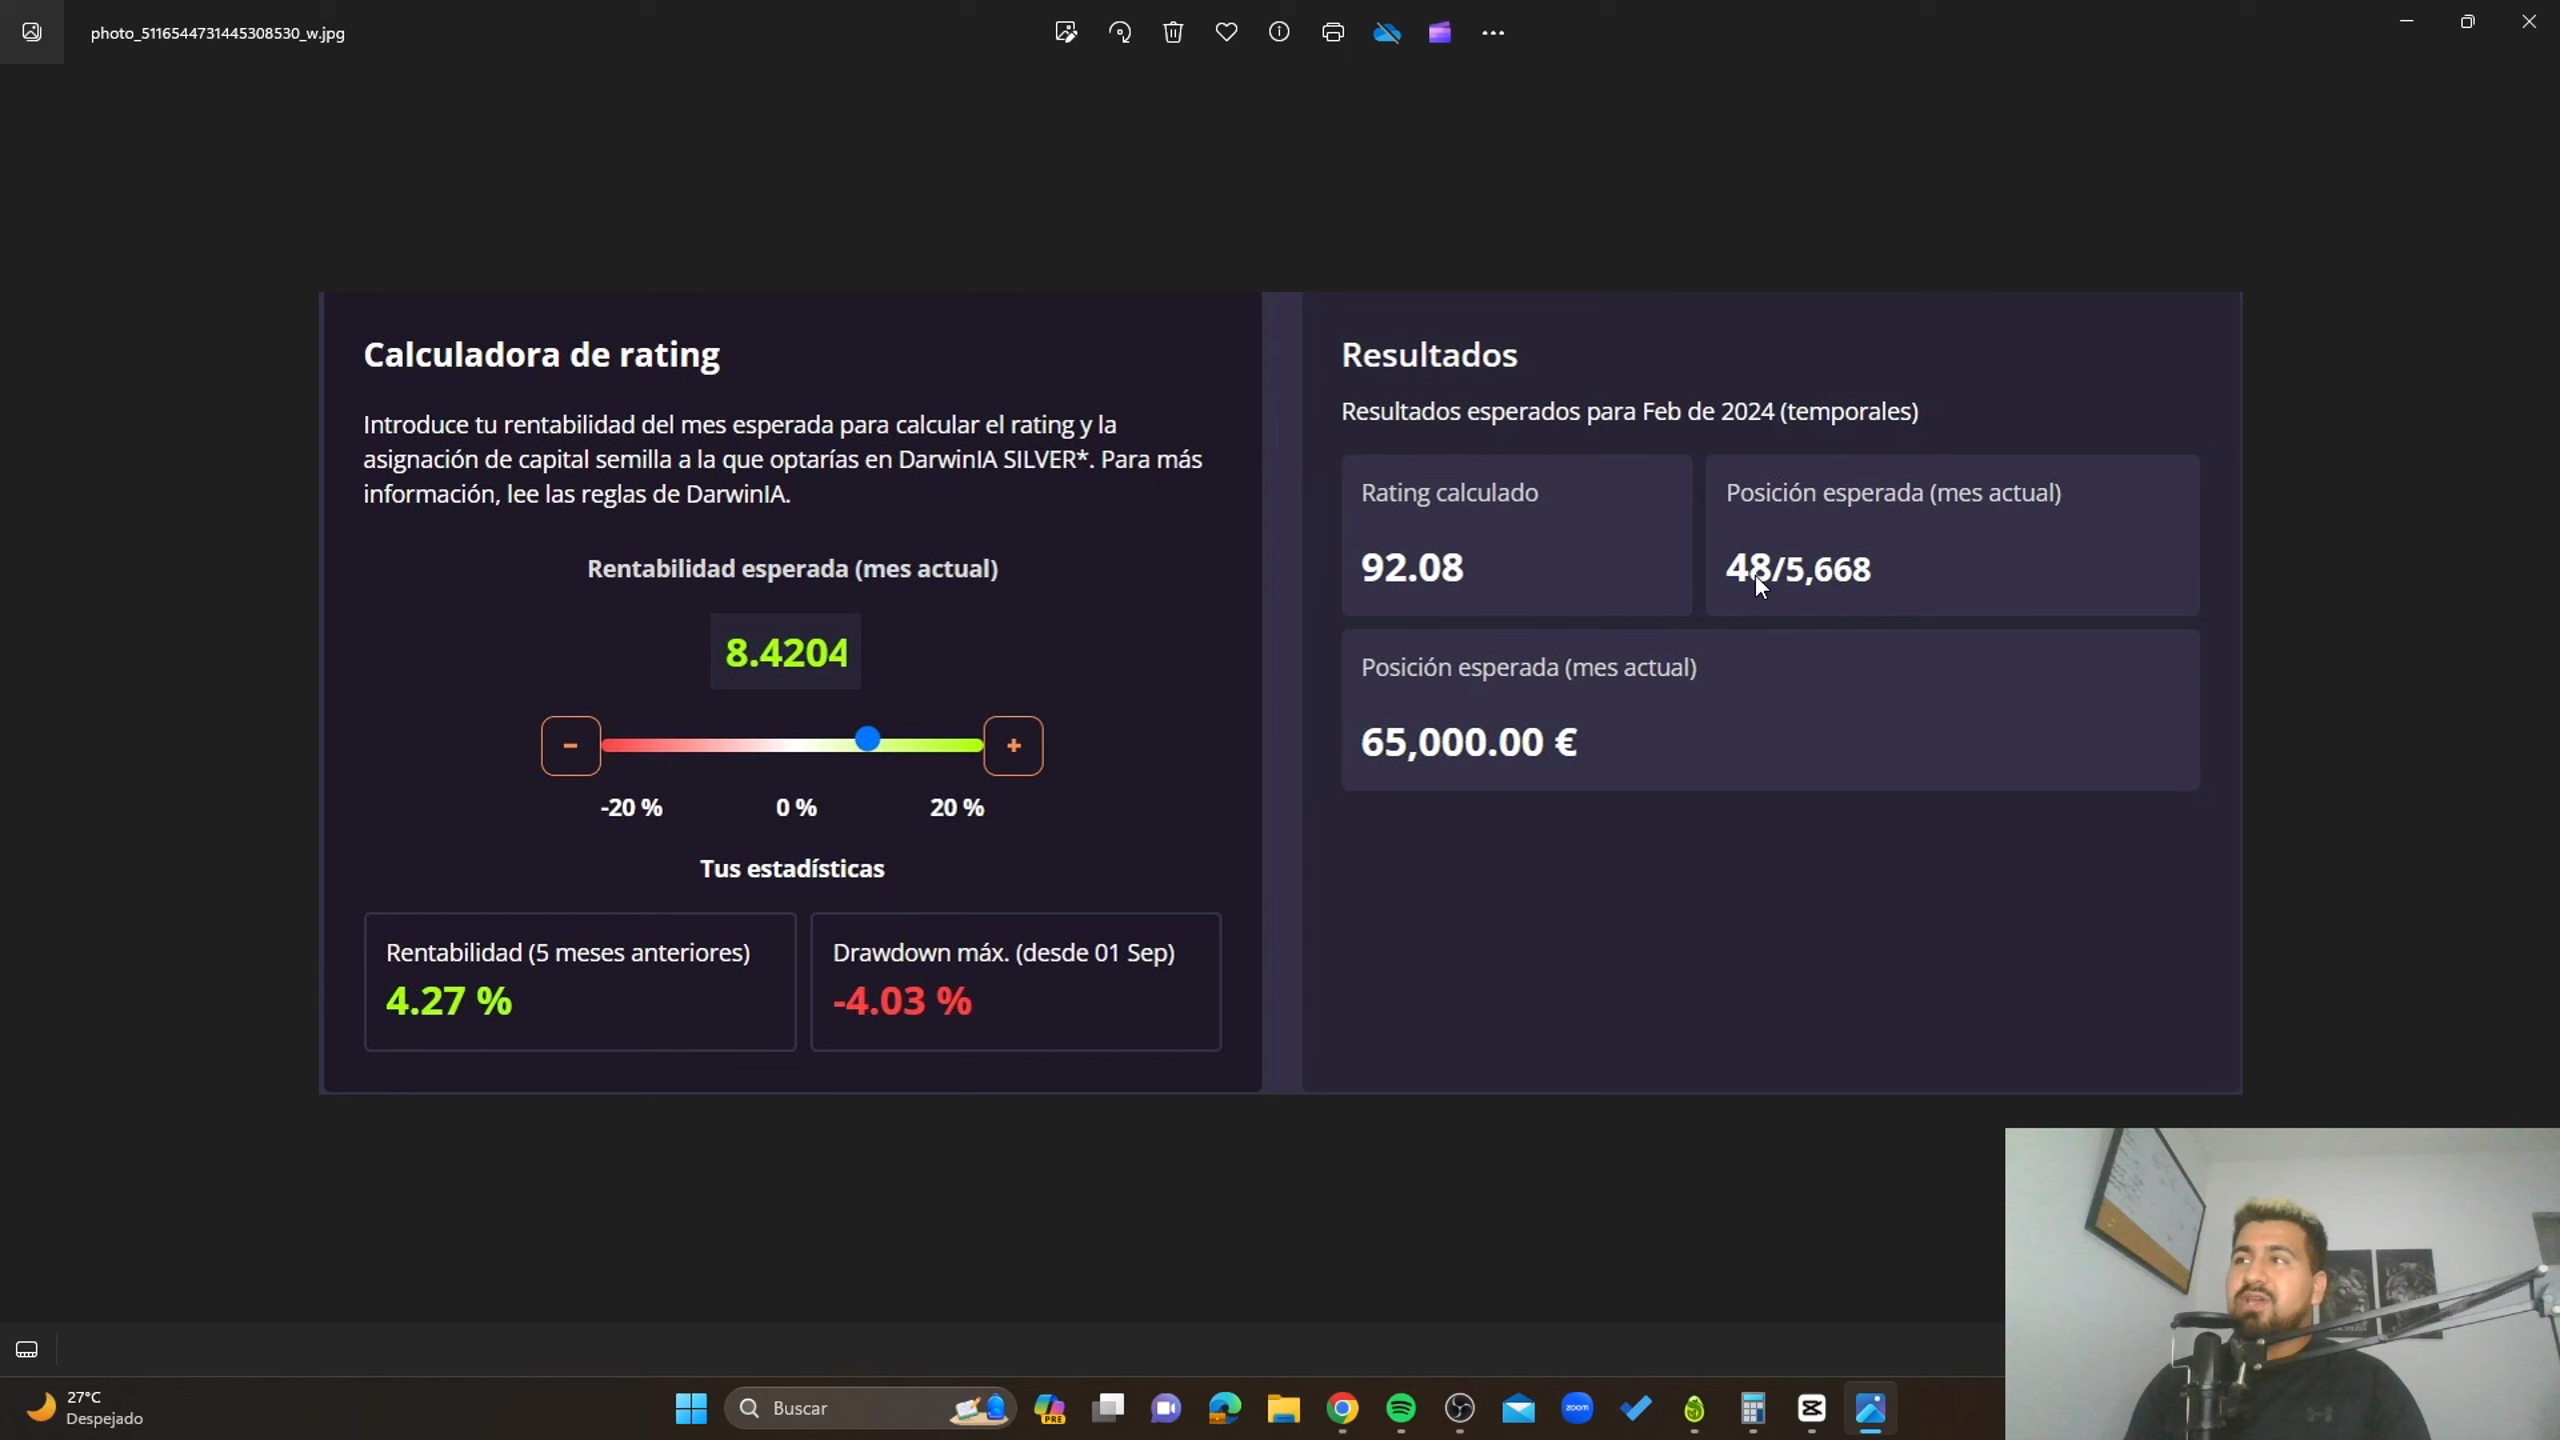 photo_5116544731445308530_w.jpg
Calculadora de rating
Introduce tu rentabilidad del mes esperada para calcular el rating y la
asignación de capital semilla a la que optarías en DarwinIA SILVER*. Para más
información, lee las reglas de DarwinIA.
Rentabilidad esperada (mes actual)
8.4204
-
+
-20 %
0 %
20 %
Tus estadísticas
Rentabilidad (5 meses anteriores)
4.27 %
Drawdown máx. (desde 01 Sep)
-4.03 %
Resultados
Resultados esperados para Feb de 2024 (temporales)
Rating calculado
92.08
Posición esperada (mes actual)
48/5,668
Posición esperada (mes actual)
65,000.00 €
27°C
Despejado
Buscar
PRE
zoom